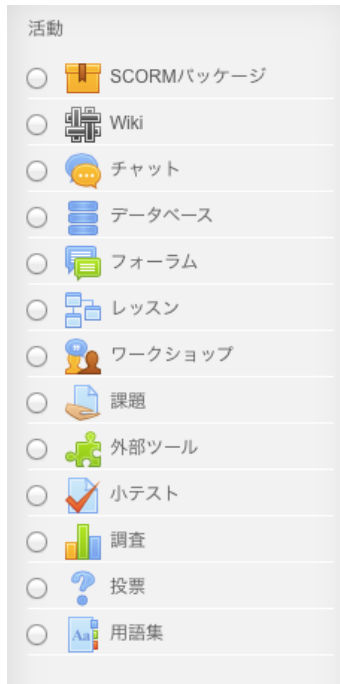 活動
SCORMパッケージ
Wiki
チャット
データベース
フォーラム
レッスン
ワークショップ
課題
外部ツール
小テスト
調査
投票
Aa
用語集